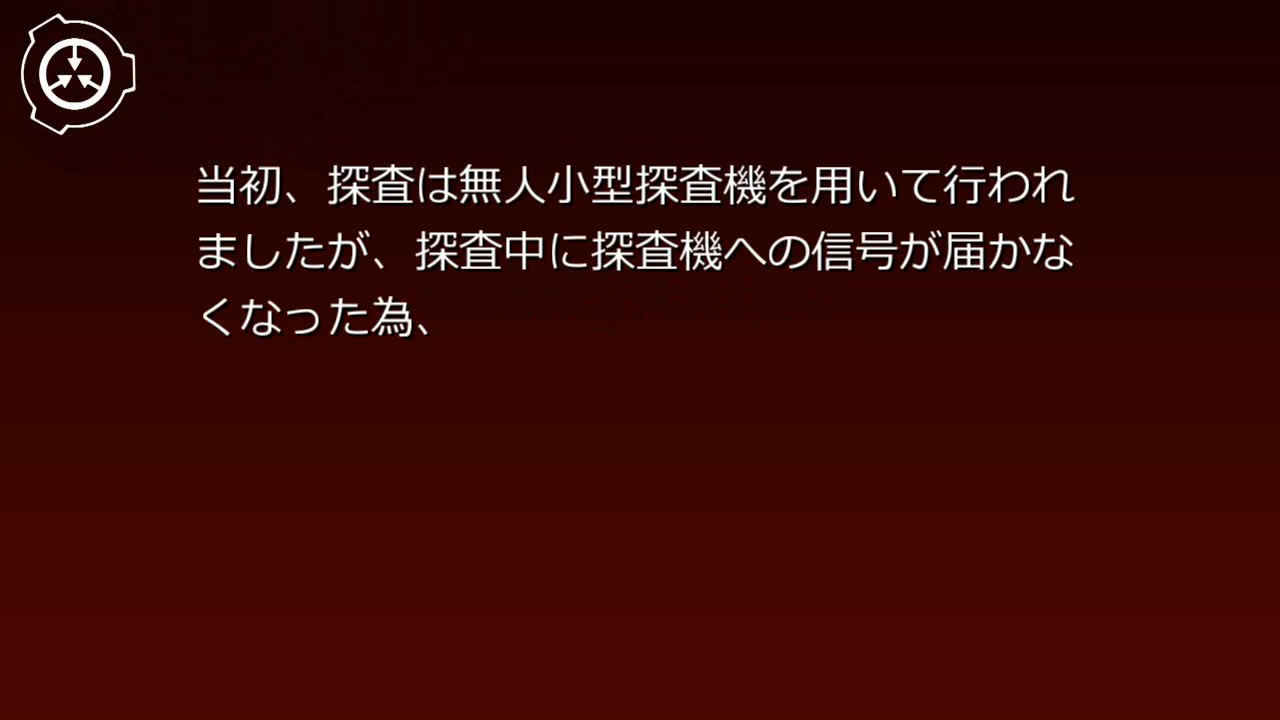 当初、探査は無人小型探査機を用いて行われ
ましたが、探査中に探査機への信号が届かな
くなった為、